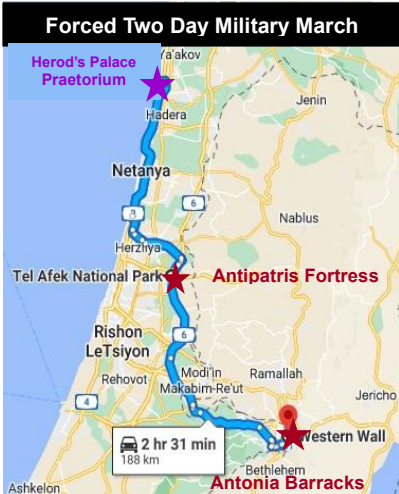 Forced Two Day Military March
Herod's Palace
Praetorium
Ya'akov
Hadera
Jenin
Netanya
6
Nablus
Herzliya
Tel Afek National Park
Antipatris Fortress
Rishon
LeTsiyon
6
Rehovot
Modi'in
Makabim-Re'ut
Ramallah
Jericho
4
2 hr 31 min
188 km
Western Wall
Bethlehem
Ashkelon
Antonia Barracks